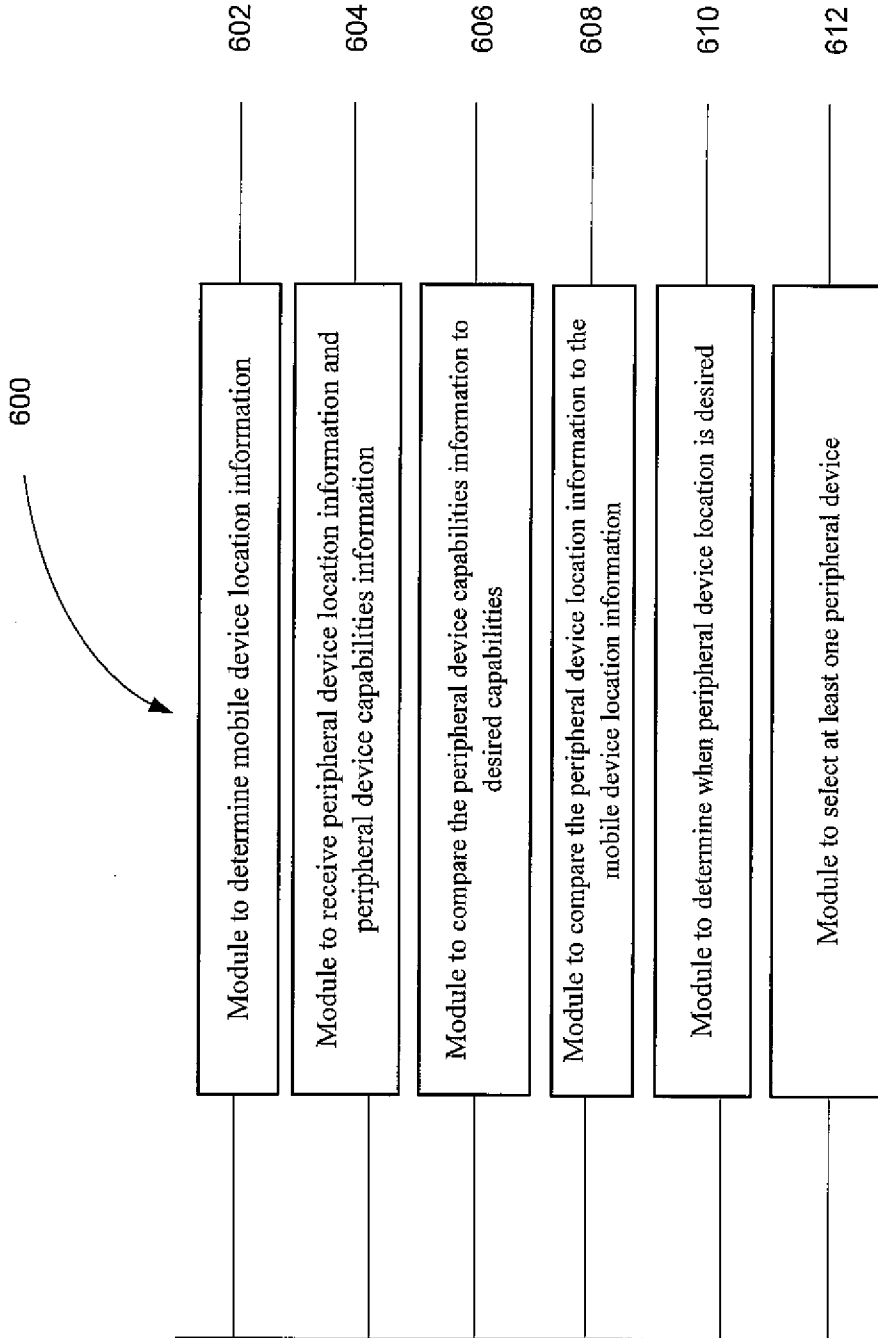 600
Module to determine mobile device location information
602
Module to receive peripheral device location information and
peripheral device capabilities information
604
Module to compare the peripheral device capabilities information to
desired capabilities
606
Module to compare the peripheral device location information to the
mobile device location information
608
Module to determine when peripheral device location is desired
610
Module to select at least one peripheral device
612